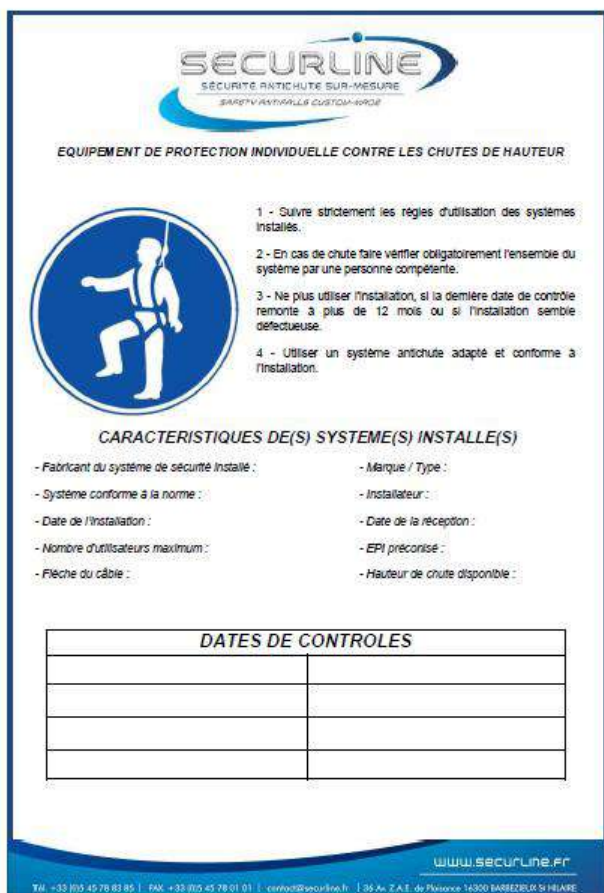 SECURLINE
SÉCURITÉ ANTICHUTE SUR-MESURE
SAFETY ANTIFALLS CUSTOM-MADE
EQUIPEMENT DE PROTECTION INDIVIDUELLE CONTRE LES CHUTES DE HAUTEUR
1 - Suivre strictement les règles d'utilisation des systèmes
installés.
2 - En cas de chute faire vérifier obligatoirement l'ensemble du
système par une personne compétente.
3 - Ne plus utiliser l'installation, si la dernière date de contrôle
remonte à plus de 12 mois ou si l'installation semble
défectueuse.
4 - Utiliser un système antichute adapté et conforme à
l'installation.
CARACTERISTIQUES DE(S) SYSTEME(S) INSTALLE(S)
- Fabricant du système de sécurité installé :
- Marque / Type :
- Système conforme à la norme :
- Installateur :
- Date de l'installation :
- Date de la réception :
- Nombre d'utilisateurs maximum :
- EPI préconisé :
- Flèche du câble :
- Hauteur de chute disponible :
DATES DE CONTROLES
www.securline.fr
Tél. +33 (0)5 45 78 83 85 | FAX. +33 (0)5 45 78 01 01 | contact@securline.fr | 36 Av. Z.A.E. de Plaisance 16300 BARBEZIEUX St HILAIRE